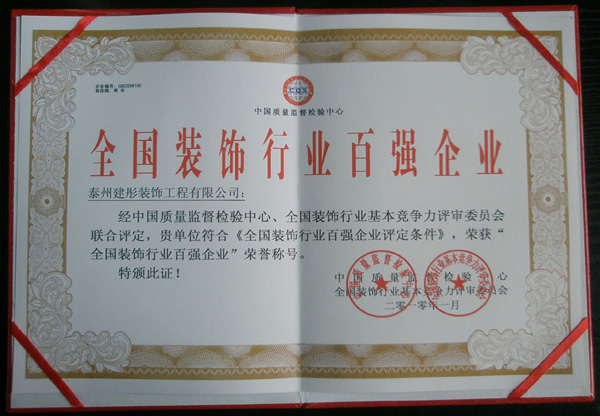 中国质量监督检验中心
全国装饰行业百强企业
泰州建彤装饰工程有限公司:
经中国质量监督检验中心、全国装饰行业基本竞争力评审委员会
联合评定，贵单位符合《全国装饰行业百强企业评定条件》，荣获“
全国装饰行业百强企业”荣誉称号。
特颁此证！
中国质量监督检验中心
全国装饰行业基本竞争力评审委员会
二零一零年一月